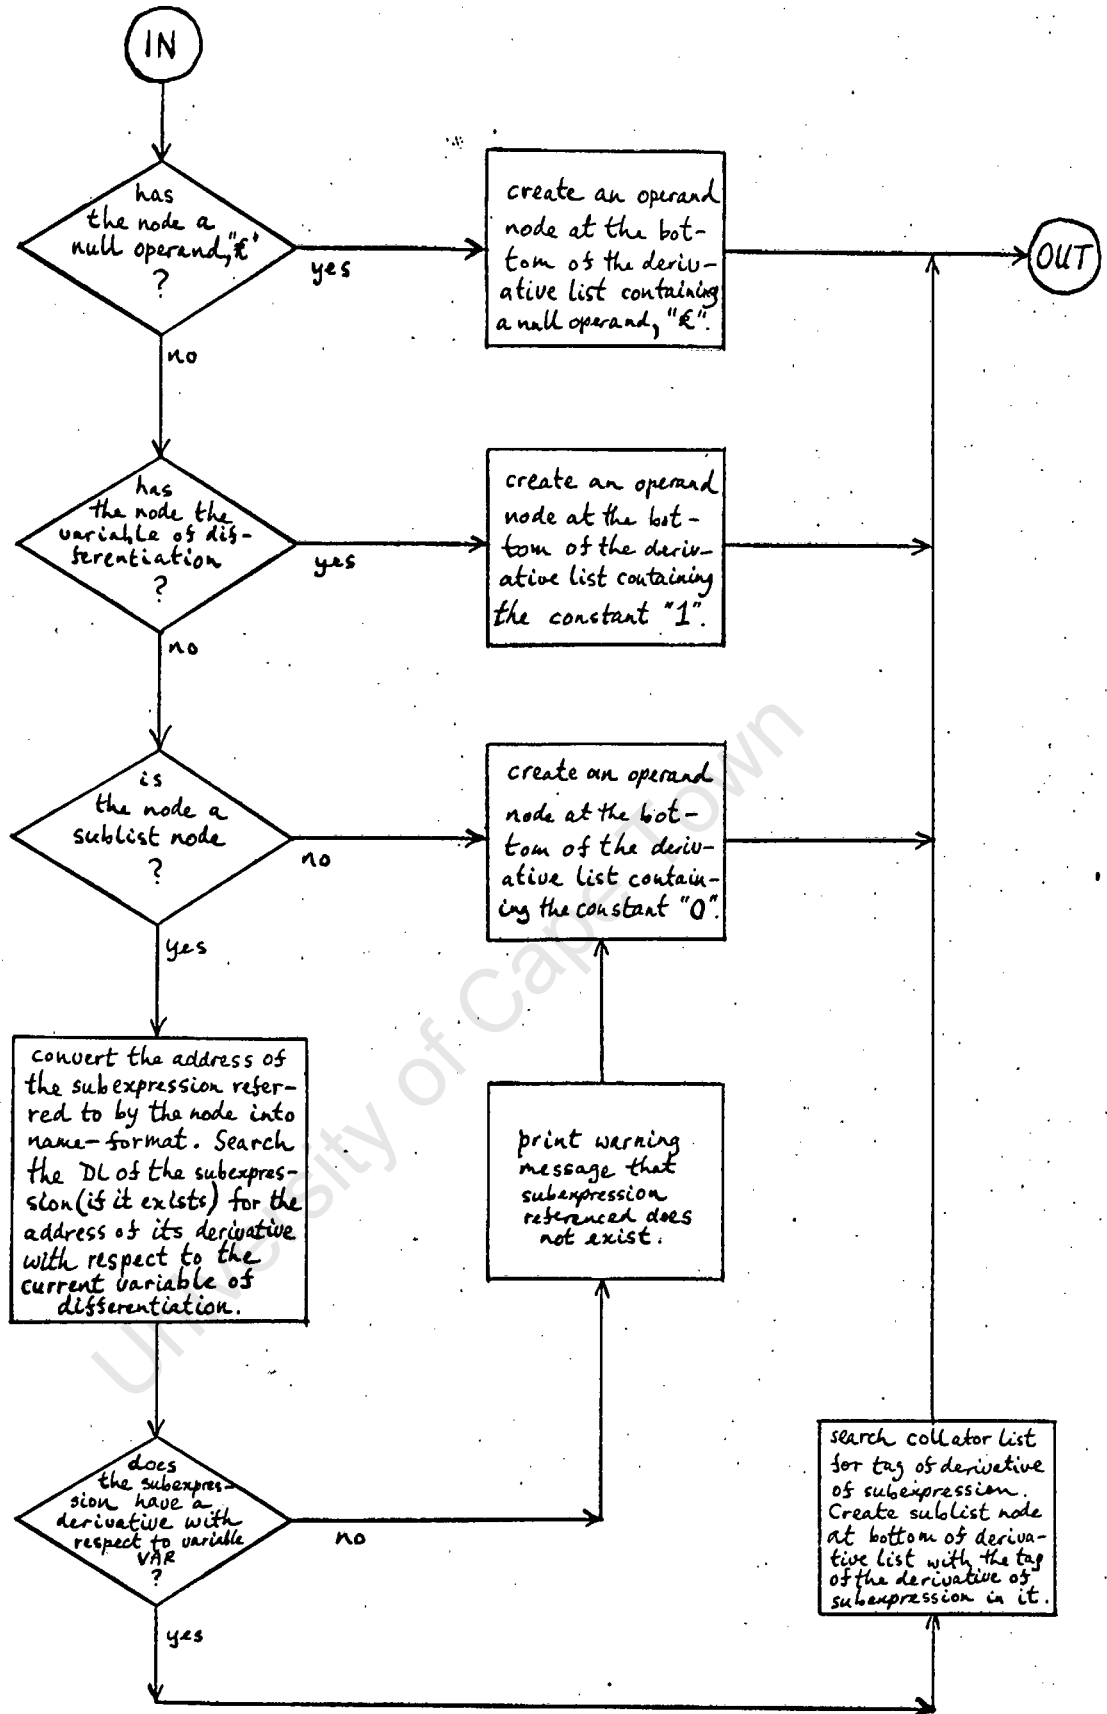 IN
has
the node a
null operand, "£"
?
yes
no
create an operand
node at the bot-
tom of the deriv-
ative list containing
a null operand, "£".
OUT
has
the node the
variable of dif-
ferentiation
?
yes
no
create an operand
node at the bot-
tom of the deriv-
ative list containing
the constant "1".
is
the node a
sublist node
?
no
yes
create an operand
node at the bot-
tom of the deriv-
ative list contain-
ing the constant "0".
convert the address of
the subexpression refer-
red to by the node into
name-format. Search
the DL of the subexpres-
sion (if it exists) for the
address of its derivative
with respect to the
current variable of
differentiation.
print warning
message that
subexpression
referenced does
not exist.
does
the subexpres-
sion have a
derivative with
respect to variable
VAR
?
no
yes
search collator list
for tag of derivative
of subexpression.
Create sublist node
at bottom of deriva-
tive list with the tag
of the derivative of
subexpression in it.
University of Cape Town